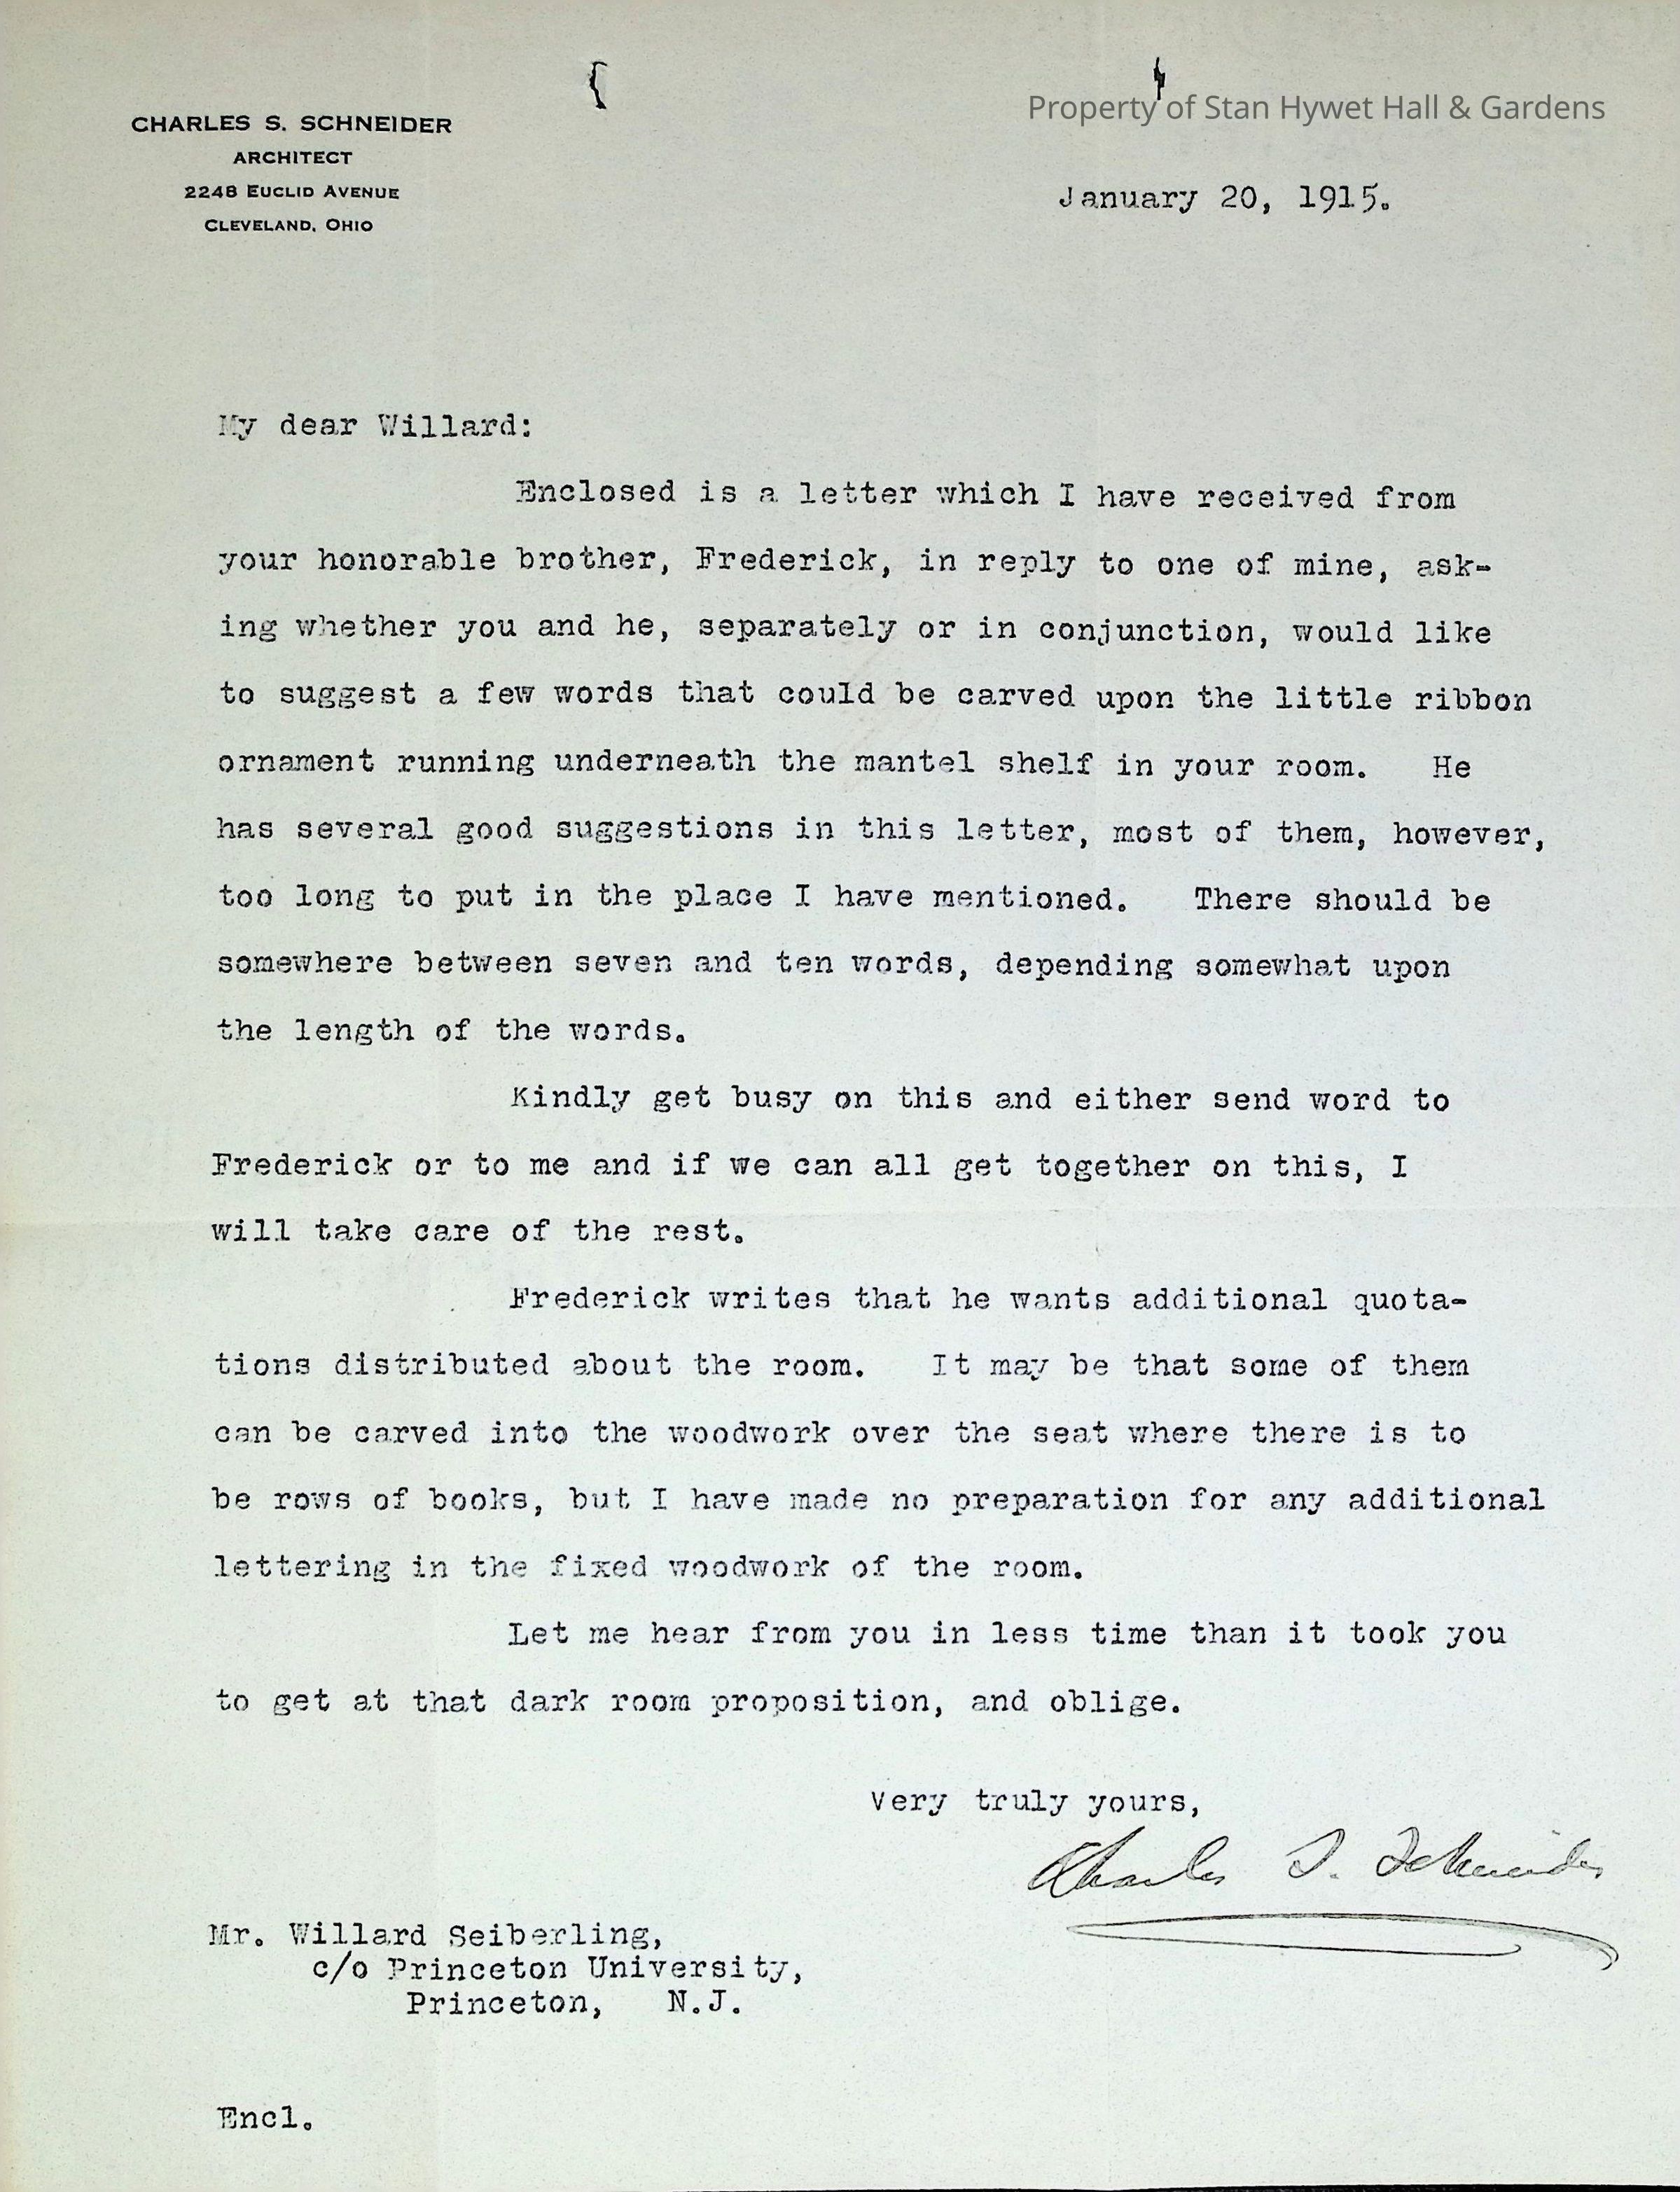 Property of Stan Hywet Hall & Gardens
CHARLES S. SCHNEIDER
ARCHITECT
2248 EUCLID AVENUE
CLEVELAND, OHIO
January 20, 1915.
My dear Willard:
Enclosed is a letter which I have received from
your honorable brother, Frederick, in reply to one of mine, ask-
ing whether you and he, separately or in conjunction, would like
to suggest a few words that could be carved upon the little ribbon
ornament running underneath the mantel shelf in your room. He
has several good suggestions in this letter, most of them, however,
too long to put in the place I have mentioned. There should be
somewhere between seven and ten words, depending somewhat upon
the length of the words.
Kindly get busy on this and either send word to
Frederick or to me and if we can all get together on this, I
will take care of the rest.
Frederick writes that he wants additional quota-
tions distributed about the room. It may be that some of them
can be carved into the woodwork over the seat where there is to
be rows of books, but I have made no preparation for any additional
lettering in the fixed woodwork of the room.
Let me hear from you in less time than it took you
to get at that dark room proposition, and oblige.
Very truly yours,
Charles S. Schneider
Mr. Willard Seiberling,
c/o Princeton University,
Princeton, N.J.
Encl.